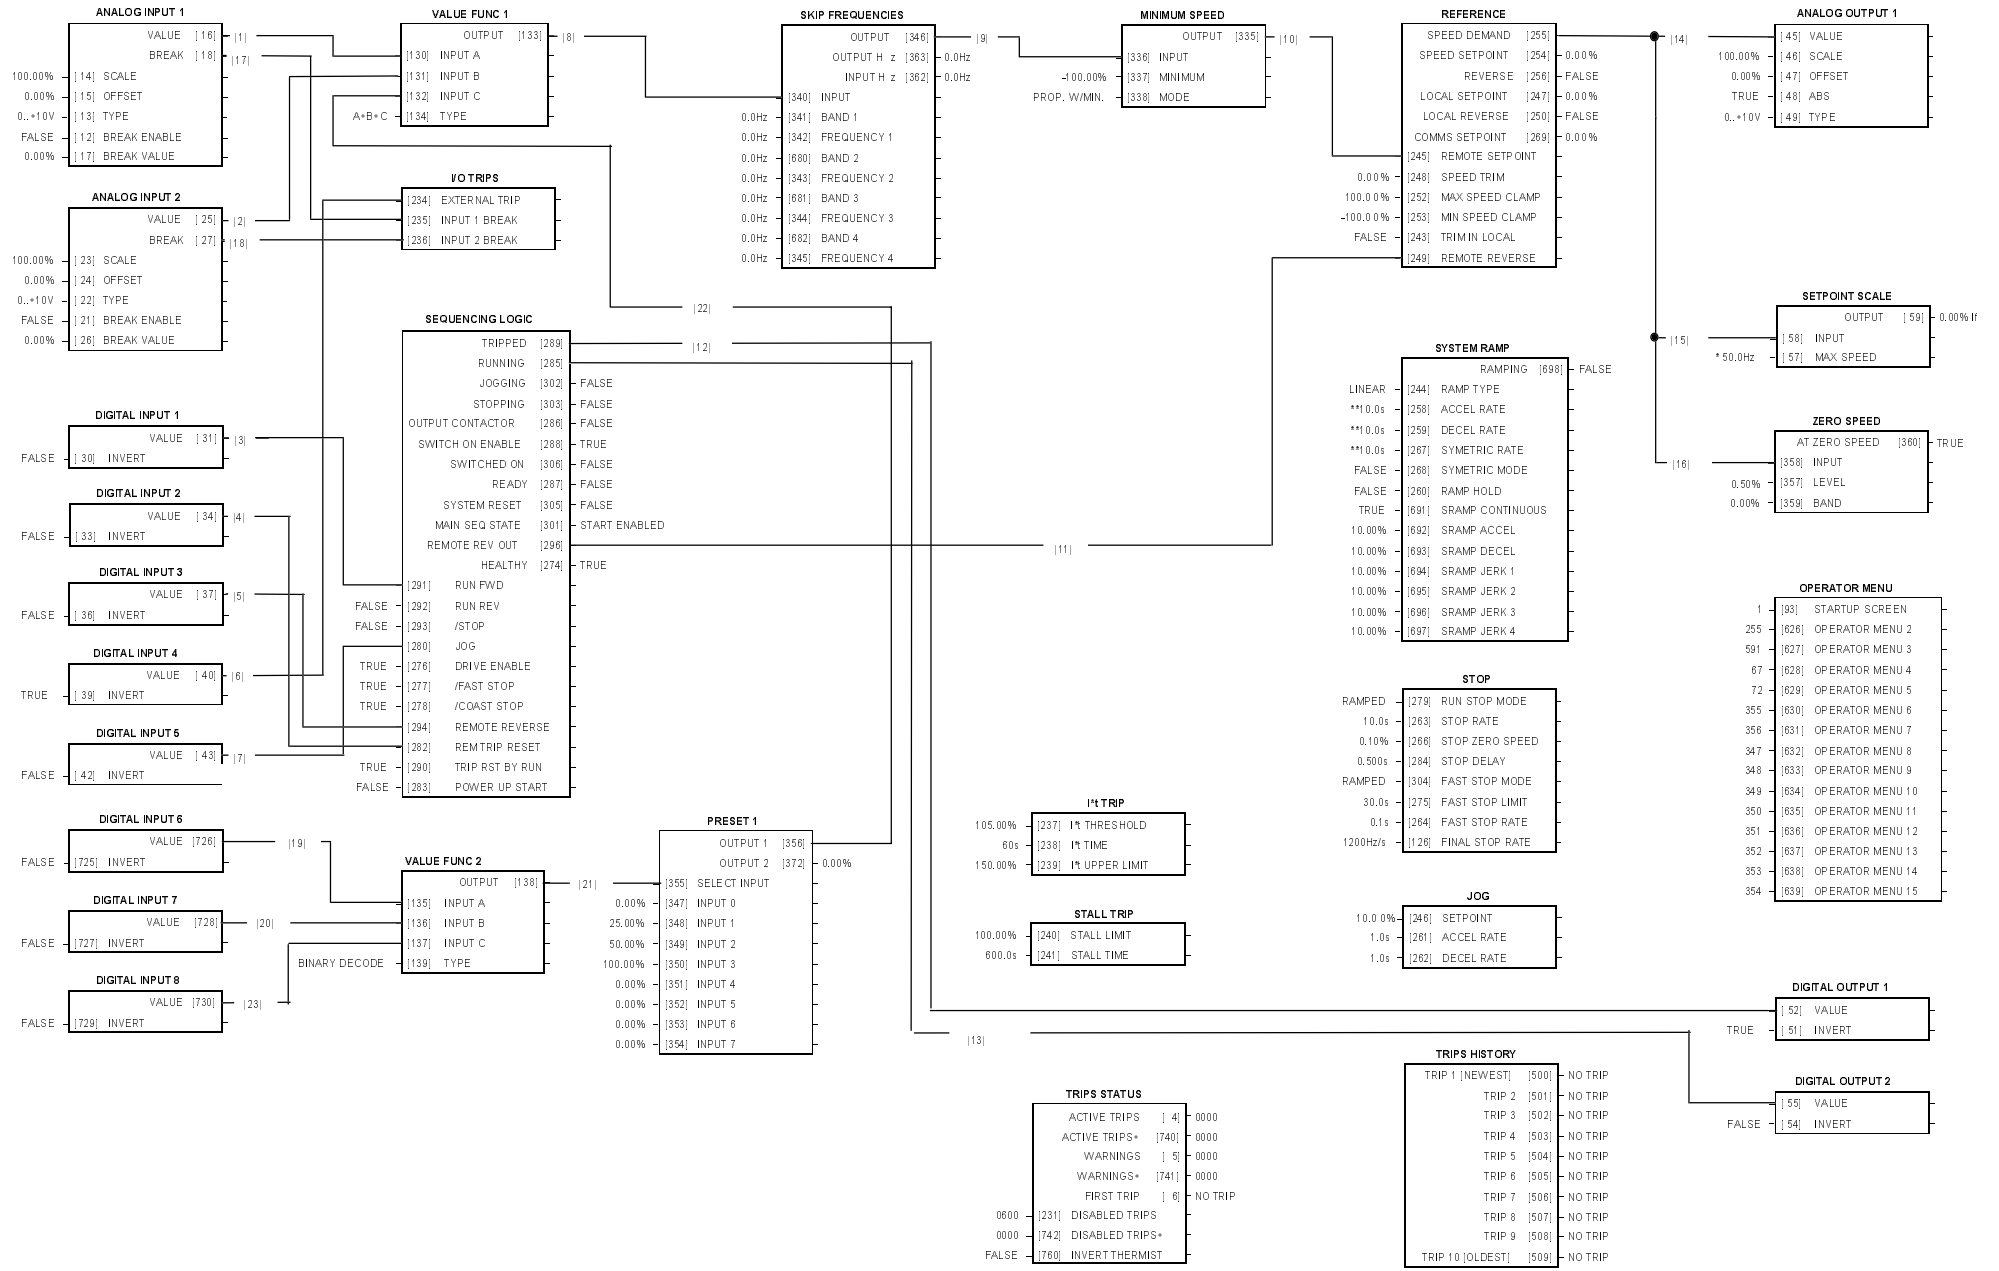 ANALOG INPUT 1
VALUE [ 16] |1|
BREAK [ 18] |17|
100.00% [ 14] SCALE
0.00% [ 15] OFFSET
0..+10V [ 13] TYPE
FALSE [ 12] BREAK ENABLE
0.00% [ 17] BREAK VALUE
ANALOG INPUT 2
VALUE [ 25] |2|
BREAK [ 27] |18|
100.00% [ 23] SCALE
0.00% [ 24] OFFSET
0..+10V [ 22] TYPE
FALSE [ 21] BREAK ENABLE
0.00% [ 26] BREAK VALUE
DIGITAL INPUT 1
VALUE [ 31] |3|
FALSE [ 30] INVERT
DIGITAL INPUT 2
VALUE [ 34] |4|
FALSE [ 33] INVERT
DIGITAL INPUT 3
VALUE [ 37] |5|
FALSE [ 36] INVERT
DIGITAL INPUT 4
VALUE [ 40] |6|
TRUE [ 39] INVERT
DIGITAL INPUT 5
VALUE [ 43] |7|
FALSE [ 42] INVERT
DIGITAL INPUT 6
VALUE [726] |19|
FALSE [725] INVERT
DIGITAL INPUT 7
VALUE [728] |20|
FALSE [727] INVERT
DIGITAL INPUT 8
VALUE [730] |23|
FALSE [729] INVERT
VALUE FUNC 1
OUTPUT [133] |8|
[130] INPUT A
[131] INPUT B
[132] INPUT C
A+B+C [134] TYPE
I/O TRIPS
[234] EXTERNAL TRIP
[235] INPUT 1 BREAK
[236] INPUT 2 BREAK
|22|
SEQUENCING LOGIC
TRIPPED [289] |12|
RUNNING [285]
JOGGING [302] FALSE
STOPPING [303] FALSE
OUTPUT CONTACTOR [286] FALSE
SWITCH ON ENABLE [288] TRUE
SWITCHED ON [306] FALSE
READY [287] FALSE
SYSTEM RESET [305] FALSE
MAIN SEQ STATE [301] START ENABLED
REMOTE REV OUT [296] |11|
HEALTHY [274] TRUE
[291] RUN FWD
FALSE [292] RUN REV
FALSE [293] /STOP
[280] JOG
TRUE [276] DRIVE ENABLE
TRUE [277] /FAST STOP
TRUE [278] /COAST STOP
[294] REMOTE REVERSE
[282] REM TRIP RESET
TRUE [290] TRIP RST BY RUN
FALSE [283] POWER UP START
VALUE FUNC 2
OUTPUT [138] |21|
[135] INPUT A
[136] INPUT B
[137] INPUT C
BINARY DECODE [139] TYPE
PRESET 1
OUTPUT 1 [356]
OUTPUT 2 [372] 0.00%
[355] SELECT INPUT
0.00% [347] INPUT 0
25.00% [348] INPUT 1
50.00% [349] INPUT 2
100.00% [350] INPUT 3
0.00% [351] INPUT 4
0.00% [352] INPUT 5
0.00% [353] INPUT 6
0.00% [354] INPUT 7
SKIP FREQUENCIES
OUTPUT [346] |9|
OUTPUT H z [363] 0.0Hz
INPUT H z [362] 0.0Hz
[340] INPUT
0.0Hz [341] BAND 1
0.0Hz [342] FREQUENCY 1
0.0Hz [680] BAND 2
0.0Hz [343] FREQUENCY 2
0.0Hz [681] BAND 3
0.0Hz [344] FREQUENCY 3
0.0Hz [682] BAND 4
0.0Hz [345] FREQUENCY 4
MINIMUM SPEED
OUTPUT [335] |10|
[336] INPUT
-100.00% [337] MINIMUM
PROP. W/MIN. [338] MODE
I*t TRIP
105.00% [237] I*t THRESHOLD
60s [238] I*t TIME
150.00% [239] I*t UPPER LIMIT
STALL TRIP
100.00% [240] STALL LIMIT
600.0s [241] STALL TIME
|13|
TRIPS STATUS
ACTIVE TRIPS [ 4] 0000
ACTIVE TRIPS+ [740] 0000
WARNINGS [ 5] 0000
WARNINGS+ [741] 0000
FIRST TRIP [ 6] NO TRIP
0600 [231] DISABLED TRIPS
0000 [742] DISABLED TRIPS+
FALSE [760] INVERT THERMIST
REFERENCE
SPEED DEMAND [255]
SPEED SETPOINT [254] 0.00%
REVERSE [256] FALSE
LOCAL SETPOINT [247] 0.00%
LOCAL REVERSE [250] FALSE
COMMS SETPOINT [269] 0.00%
[245] REMOTE SETPOINT
0.00% [248] SPEED TRIM
100.00% [252] MAX SPEED CLAMP
-100.00% [253] MIN SPEED CLAMP
FALSE [243] TRIM IN LOCAL
[249] REMOTE REVERSE
SYSTEM RAMP
RAMPING [698] FALSE
LINEAR [244] RAMP TYPE
**10.0s [258] ACCEL RATE
**10.0s [259] DECEL RATE
**10.0s [267] SYMETRIC RATE
FALSE [268] SYMETRIC MODE
FALSE [260] RAMP HOLD
TRUE [691] SRAMP CONTINUOUS
10.00% [692] SRAMP ACCEL
10.00% [693] SRAMP DECEL
10.00% [694] SRAMP JERK 1
10.00% [695] SRAMP JERK 2
10.00% [696] SRAMP JERK 3
10.00% [697] SRAMP JERK 4
STOP
RAMPED [279] RUN STOP MODE
10.0s [263] STOP RATE
0.10% [266] STOP ZERO SPEED
0.500s [284] STOP DELAY
RAMPED [304] FAST STOP MODE
30.0s [275] FAST STOP LIMIT
0.1s [264] FAST STOP RATE
1200Hz/s [126] FINAL STOP RATE
JOG
10.00% [246] SETPOINT
1.0s [261] ACCEL RATE
1.0s [262] DECEL RATE
TRIPS HISTORY
TRIP 1 [NEWEST] [500] NO TRIP
TRIP 2 [501] NO TRIP
TRIP 3 [502] NO TRIP
TRIP 4 [503] NO TRIP
TRIP 5 [504] NO TRIP
TRIP 6 [505] NO TRIP
TRIP 7 [506] NO TRIP
TRIP 8 [507] NO TRIP
TRIP 9 [508] NO TRIP
TRIP 10 [OLDEST] [509] NO TRIP
ANALOG OUTPUT 1
|14| [ 45] VALUE
100.00% [ 46] SCALE
0.00% [ 47] OFFSET
TRUE [ 48] ABS
0..+10V [ 49] TYPE
SETPOINT SCALE
OUTPUT [ 59] 0.00% lf
|15| [ 58] INPUT
* 50.0Hz [ 57] MAX SPEED
ZERO SPEED
AT ZERO SPEED [360] TRUE
|16| [358] INPUT
0.50% [357] LEVEL
0.00% [359] BAND
OPERATOR MENU
1 [93] STARTUP SCREEN
255 [626] OPERATOR MENU 2
591 [627] OPERATOR MENU 3
67 [628] OPERATOR MENU 4
72 [629] OPERATOR MENU 5
355 [630] OPERATOR MENU 6
356 [631] OPERATOR MENU 7
347 [632] OPERATOR MENU 8
348 [633] OPERATOR MENU 9
349 [634] OPERATOR MENU 10
350 [635] OPERATOR MENU 11
351 [636] OPERATOR MENU 12
352 [637] OPERATOR MENU 13
353 [638] OPERATOR MENU 14
354 [639] OPERATOR MENU 15
DIGITAL OUTPUT 1
[ 52] VALUE
TRUE [ 51] INVERT
DIGITAL OUTPUT 2
[ 55] VALUE
FALSE [ 54] INVERT